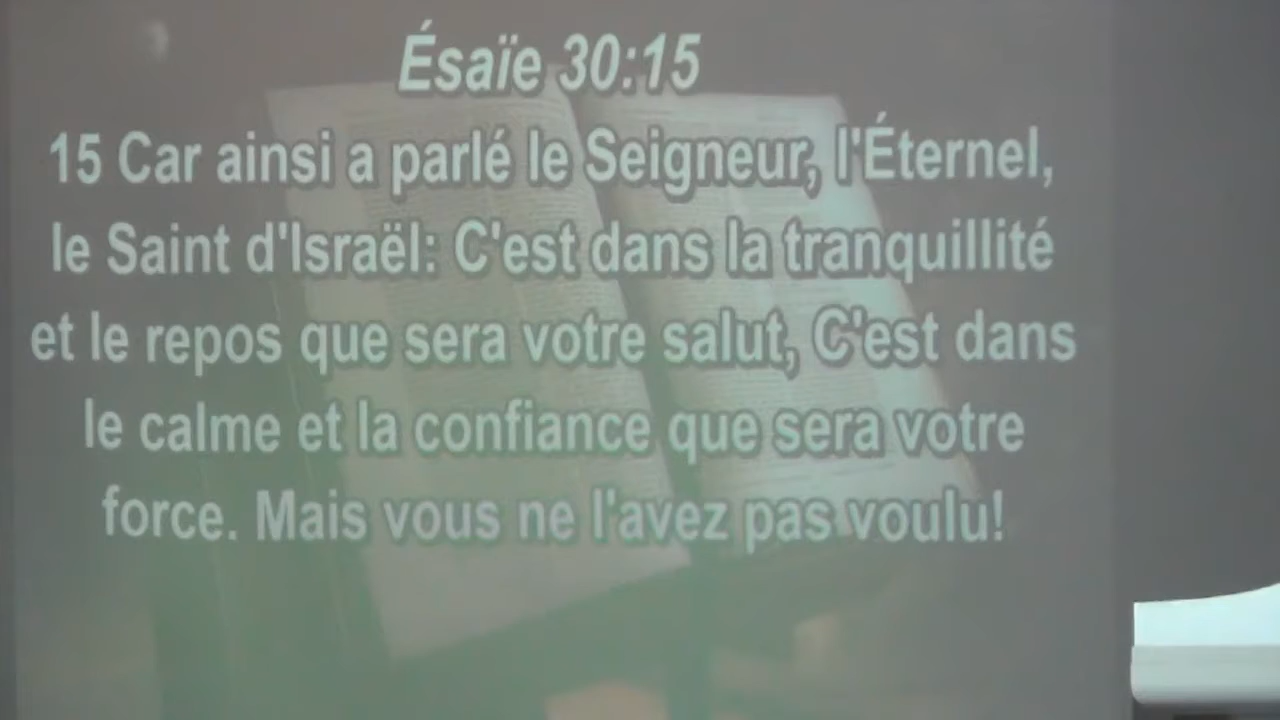 Ésaïe 30:15
15 Car ainsi a parlé le Seigneur, l'Éternel,
le Saint d'Israël: C'est dans la tranquillité
et le repos que sera votre salut, C'est dans
le calme et la confiance que sera votre
force. Mais vous ne l'avez pas voulu!